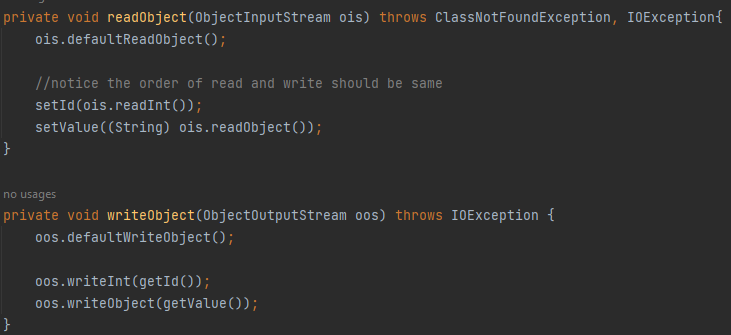 private void readObject(ObjectInputStream ois) throws ClassNotFoundException, IOException{
    ois.defaultReadObject();

    //notice the order of read and write should be same
    setId(ois.readInt());
    setValue((String) ois.readObject());
}

no usages
private void writeObject(ObjectOutputStream oos) throws IOException {
    oos.defaultWriteObject();

    oos.writeInt(getId());
    oos.writeObject(getValue());
}